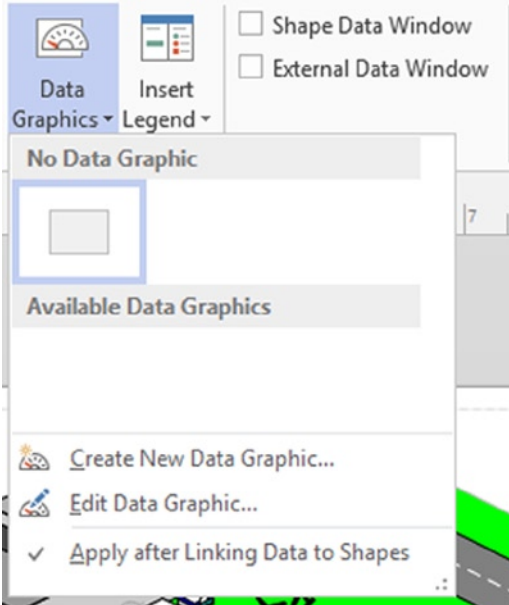 Shape Data Window
External Data Window
Data
Graphics
Insert
Legend
No Data Graphic
7
Available Data Graphics
Create New Data Graphic...
Edit Data Graphic...
Apply after Linking Data to Shapes